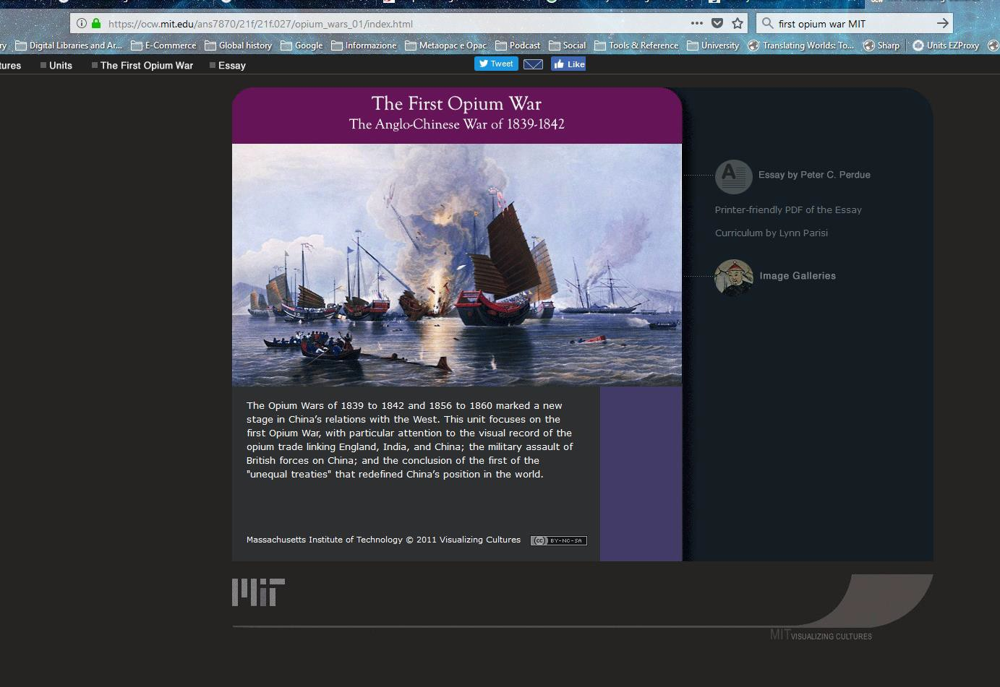 https://ocw.mit.edu/ans7870/21f/21f.027/opium_wars_01/index.html
first opium war MIT
Digital Libraries and Ar... E-Commerce Global history Google Informazione Metaopac e Opac Podcast Social Tools & Reference University Translating Worlds: To... Sharp Units EZProxy
Units The First Opium War Essay
Tweet Like
The First Opium War
The Anglo-Chinese War of 1839-1842
A Essay by Peter C. Perdue
Printer-friendly PDF of the Essay
Curriculum by Lynn Parisi
Image Galleries
The Opium Wars of 1839 to 1842 and 1856 to 1860 marked a new
stage in China’s relations with the West. This unit focuses on the
first Opium War, with particular attention to the visual record of the
opium trade linking England, India, and China; the military assault of
British forces on China; and the conclusion of the first of the
"unequal treaties" that redefined China’s position in the world.
Massachusetts Institute of Technology © 2011 Visualizing Cultures
cc BY-NC-SA
MIT
MIT VISUALIZING CULTURES